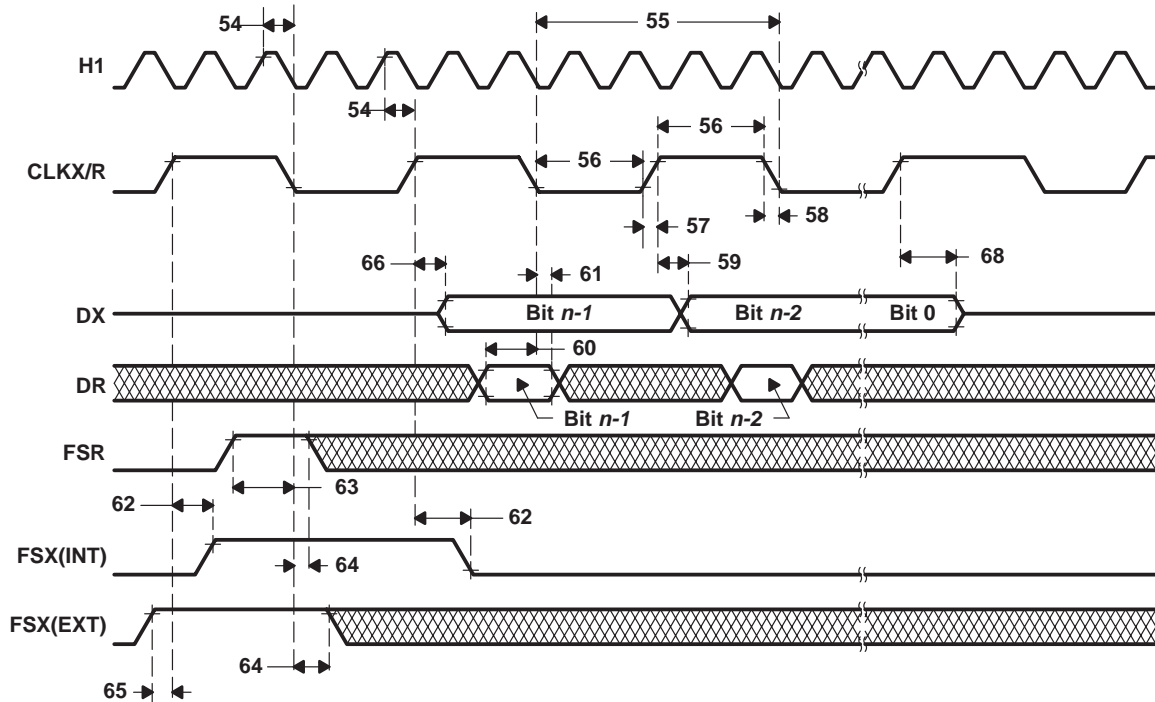 54
55
H1
54
56
CLKX/R
56
57
58
66
61
59
68
DX
Bit n-1
Bit n-2
Bit 0
60
DR
Bit n-1
Bit n-2
FSR
62
63
62
FSX(INT)
64
FSX(EXT)
64
65